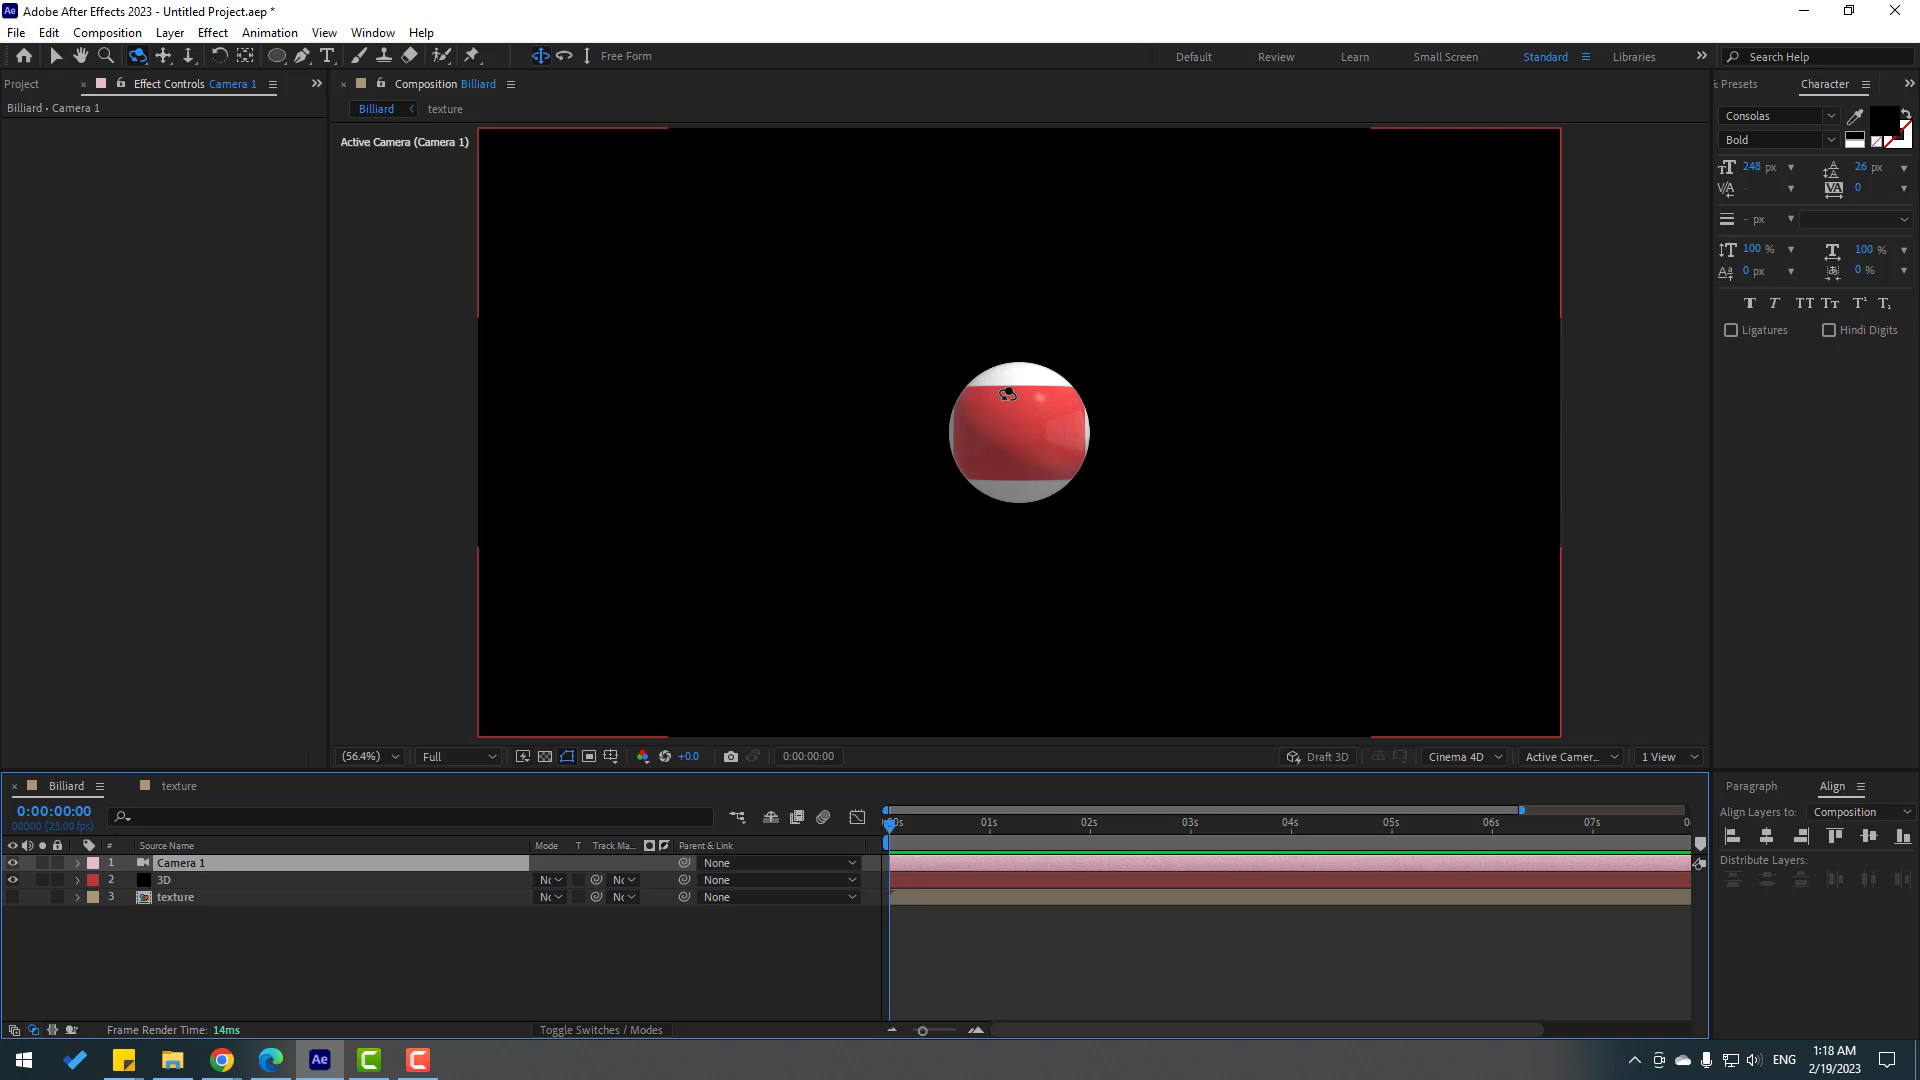 Adobe After Effects 2023 - Untitled Project.aep *
File Edit Composition Layer Effect Animation View Window Help
Free Form Default Review Learn Small Screen Standard Libraries Search Help
Project Effect Controls Camera 1 Composition Billiard Presets Character
Billiard • Camera 1
Billiard texture
Active Camera (Camera 1)
Consolas
Bold
248 px 26 px
0
- px
100 % 100 %
0 px 0 %
Ligatures Hindi Digits
(56.4%) Full +0.0 0:00:00:00 Draft 3D Cinema 4D Active Camer... 1 View
Billiard texture
0:00:00:00
00000 (25.00 fps)
01s 02s 03s 04s 05s 06s 07s
# Source Name Mode T Track Ma... Parent & Link
1 Camera 1 None
2 3D None
3 texture None
Frame Render Time: 14ms Toggle Switches / Modes
Paragraph Align
Align Layers to: Composition
Distribute Layers:
ENG 1:18 AM
2/19/2023